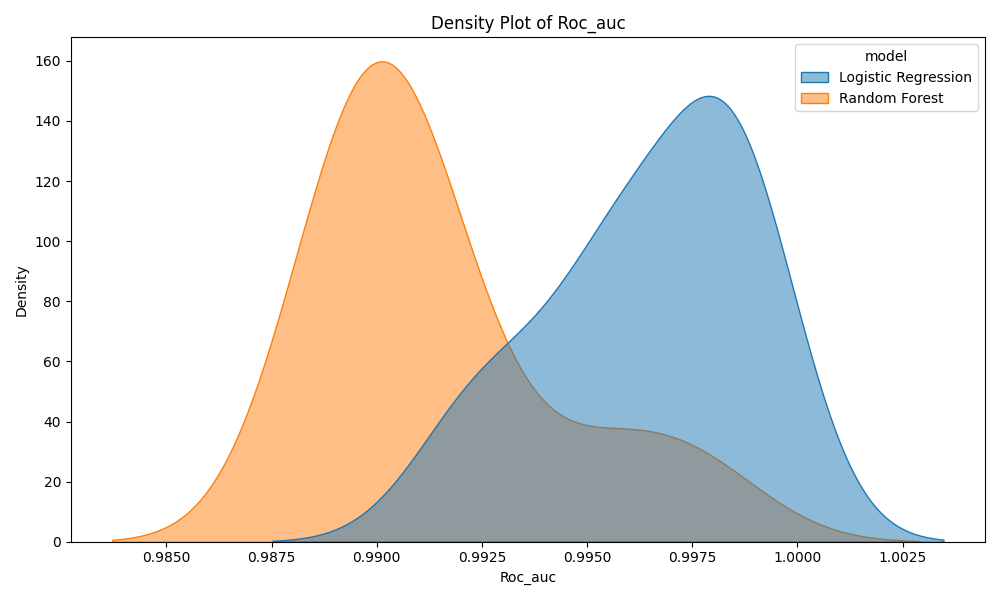 Density Plot of Roc_auc
model
Logistic Regression
Random Forest
Density
160
140
120
100
80
60
40
20
0
0.9850
0.9875
0.9900
0.9925
0.9950
0.9975
1.0000
1.0025
Roc_auc